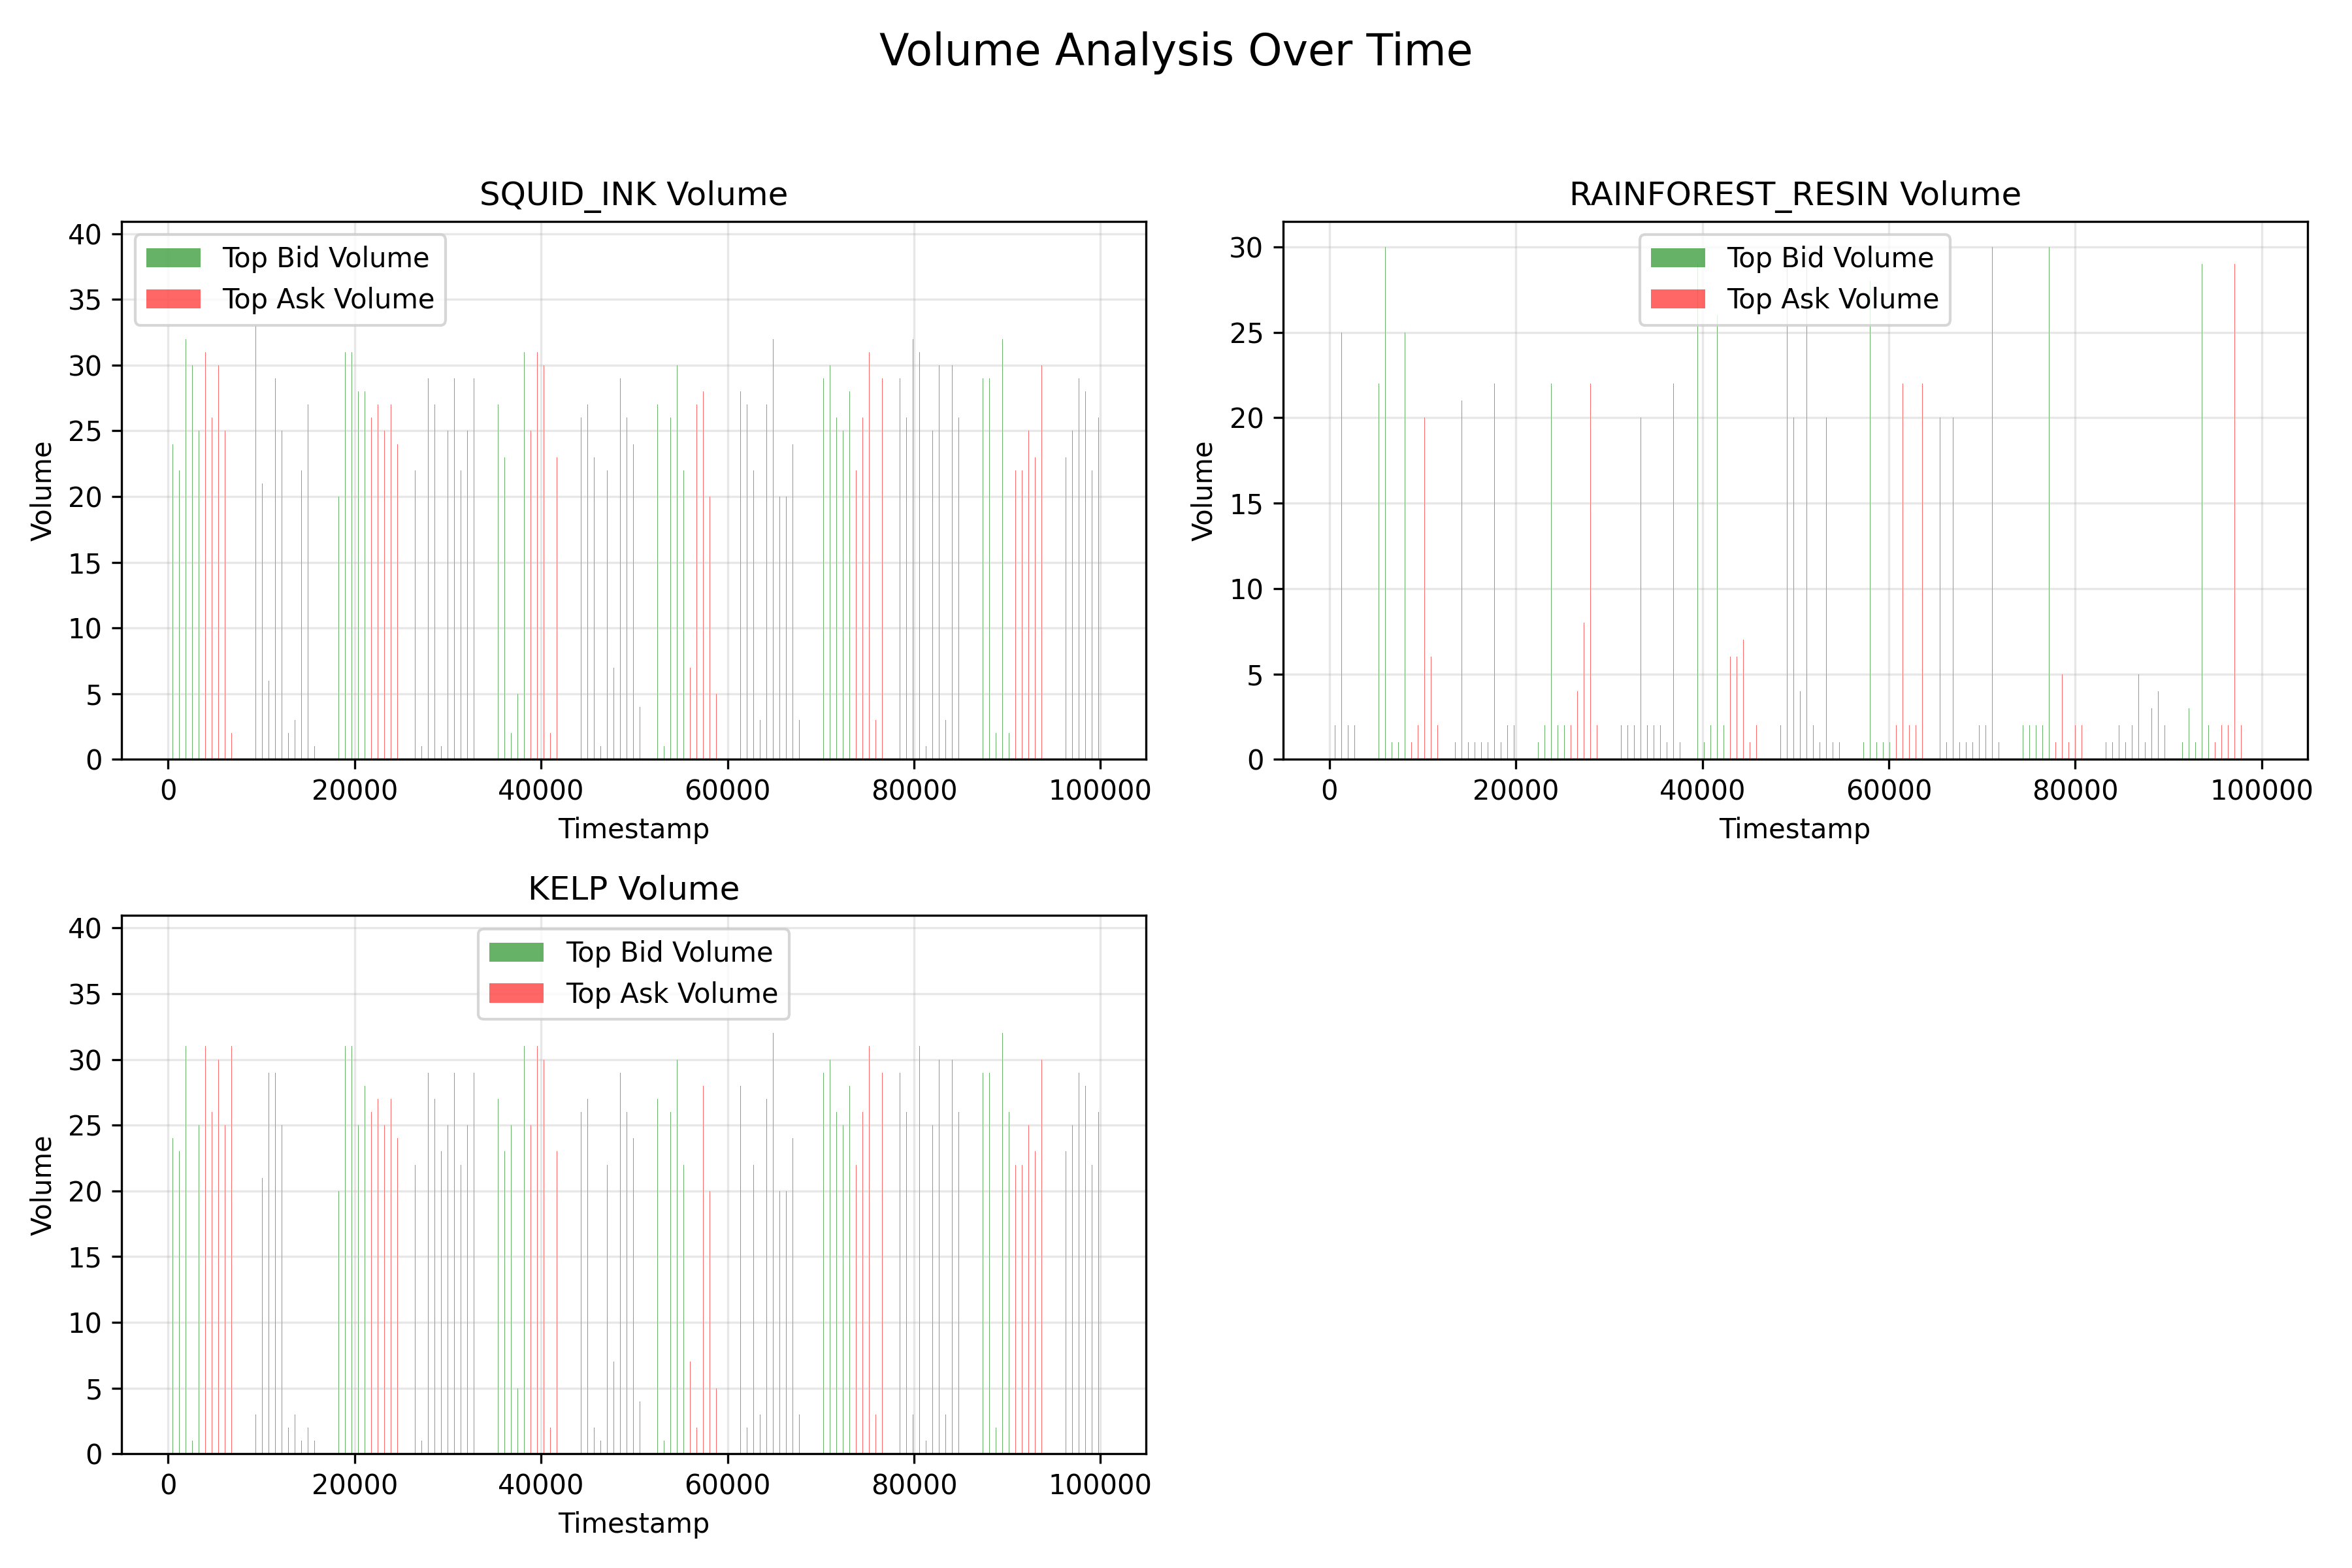 Volume Analysis Over Time
SQUID_INK Volume
40
35
30
25
20
15
10
5
0
Volume
Top Bid Volume
Top Ask Volume
0 20000 40000 60000 80000 100000
Timestamp
RAINFOREST_RESIN Volume
30
25
20
15
10
5
0
Volume
Top Bid Volume
Top Ask Volume
0 20000 40000 60000 80000 100000
Timestamp
KELP Volume
40
35
30
25
20
15
10
5
0
Volume
Top Bid Volume
Top Ask Volume
0 20000 40000 60000 80000 100000
Timestamp